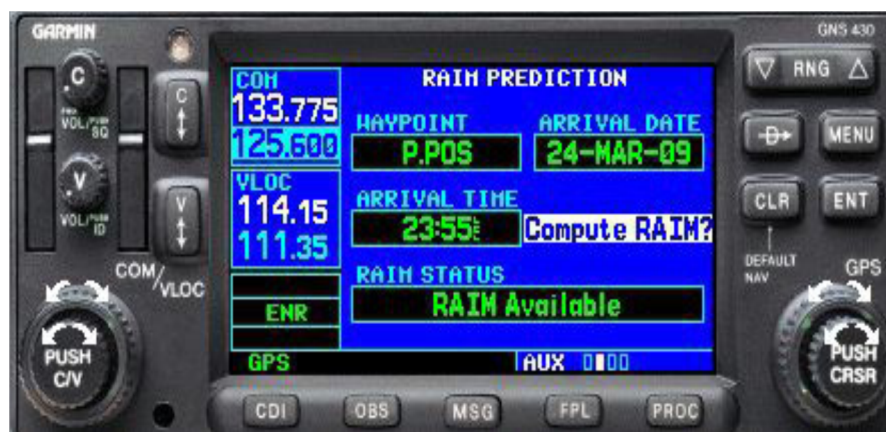 GARMIN
GNS 430
C
PWR
VOL/PUSH SQ
C
V
VOL/PUSH ID
V
COM/VLOC
PUSH
C/V
COM
133.775
125.600
VLOC
114.15
111.35
ENR
GPS
RAIM PREDICTION
WAYPOINT
ARRIVAL DATE
P.POS
24-MAR-09
ARRIVAL TIME
23:55
Compute RAIM?
RAIM STATUS
RAIM Available
AUX
RNG
D
MENU
CLR
ENT
DEFAULT
NAV
GPS
PUSH
CRSR
CDI
OBS
MSG
FPL
PROC